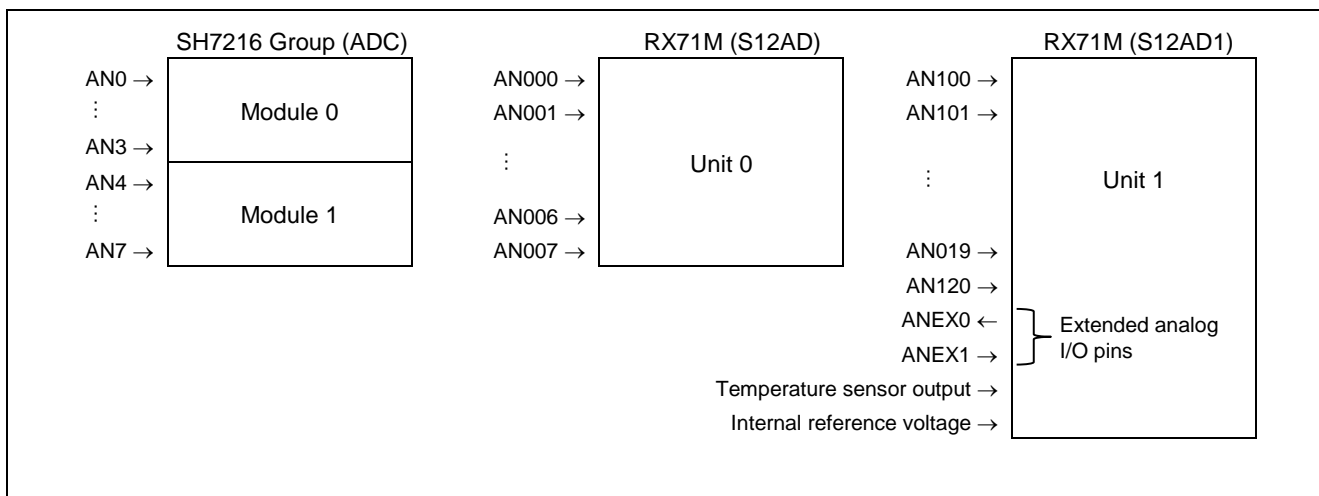 SH7216 Group (ADC)
AN0 →
⋮
AN3 →
AN4 →
⋮
AN7 →
Module 0
Module 1
RX71M (S12AD)
AN000 →
AN001 →
⋮
AN006 →
AN007 →
Unit 0
RX71M (S12AD1)
AN100 →
AN101 →
⋮
AN019 →
AN120 →
ANEX0 ←
ANEX1 →
Temperature sensor output →
Internal reference voltage →
Unit 1
Extended analog
I/O pins